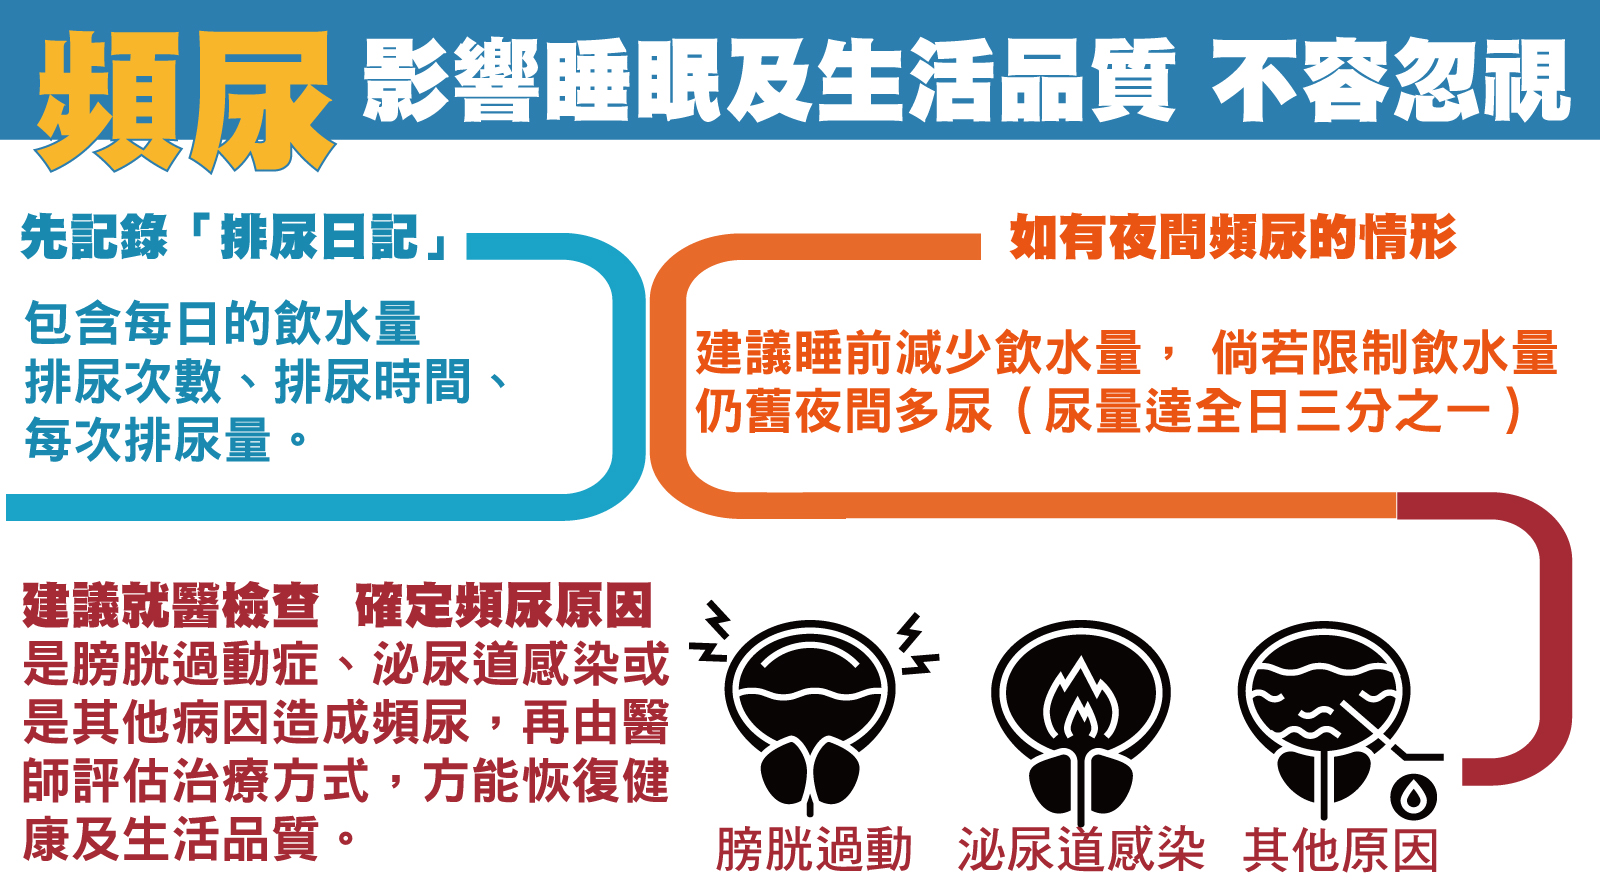 頻尿 影響睡眠及生活品質 不容忽視
先記錄「排尿日記」
包含每日的飲水量
排尿次數、排尿時間、
每次排尿量。
如有夜間頻尿的情形
建議睡前減少飲水量， 倘若限制飲水量
仍舊夜間多尿（尿量達全日三分之一）
建議就醫檢查 確定頻尿原因
是膀胱過動症、泌尿道感染或
是其他病因造成頻尿，再由醫
師評估治療方式，方能恢復健
康及生活品質。
膀胱過動 泌尿道感染 其他原因